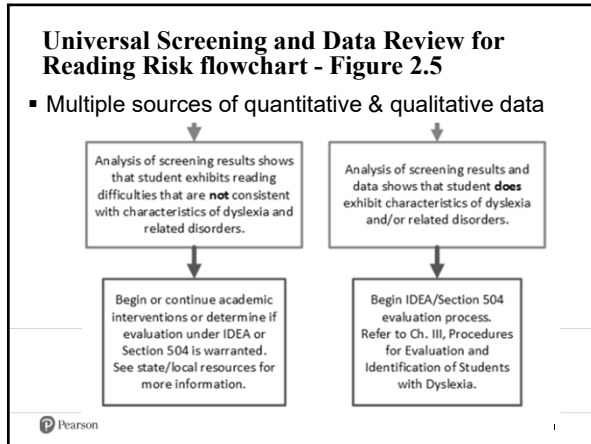 Universal Screening and Data Review for
Reading Risk flowchart - Figure 2.5
▪ Multiple sources of quantitative & qualitative data
Analysis of screening results shows
that student exhibits reading
difficulties that are not consistent
with characteristics of dyslexia and
related disorders.
Begin or continue academic
interventions or determine if
evaluation under IDEA or
Section 504 is warranted.
See state/local resources for
more information.
Analysis of screening results and
data shows that student does
exhibit characteristics of dyslexia
and/or related disorders.
Begin IDEA/Section 504
evaluation process.
Refer to Ch. III, Procedures
for Evaluation and
Identification of Students
with Dyslexia.
Pearson